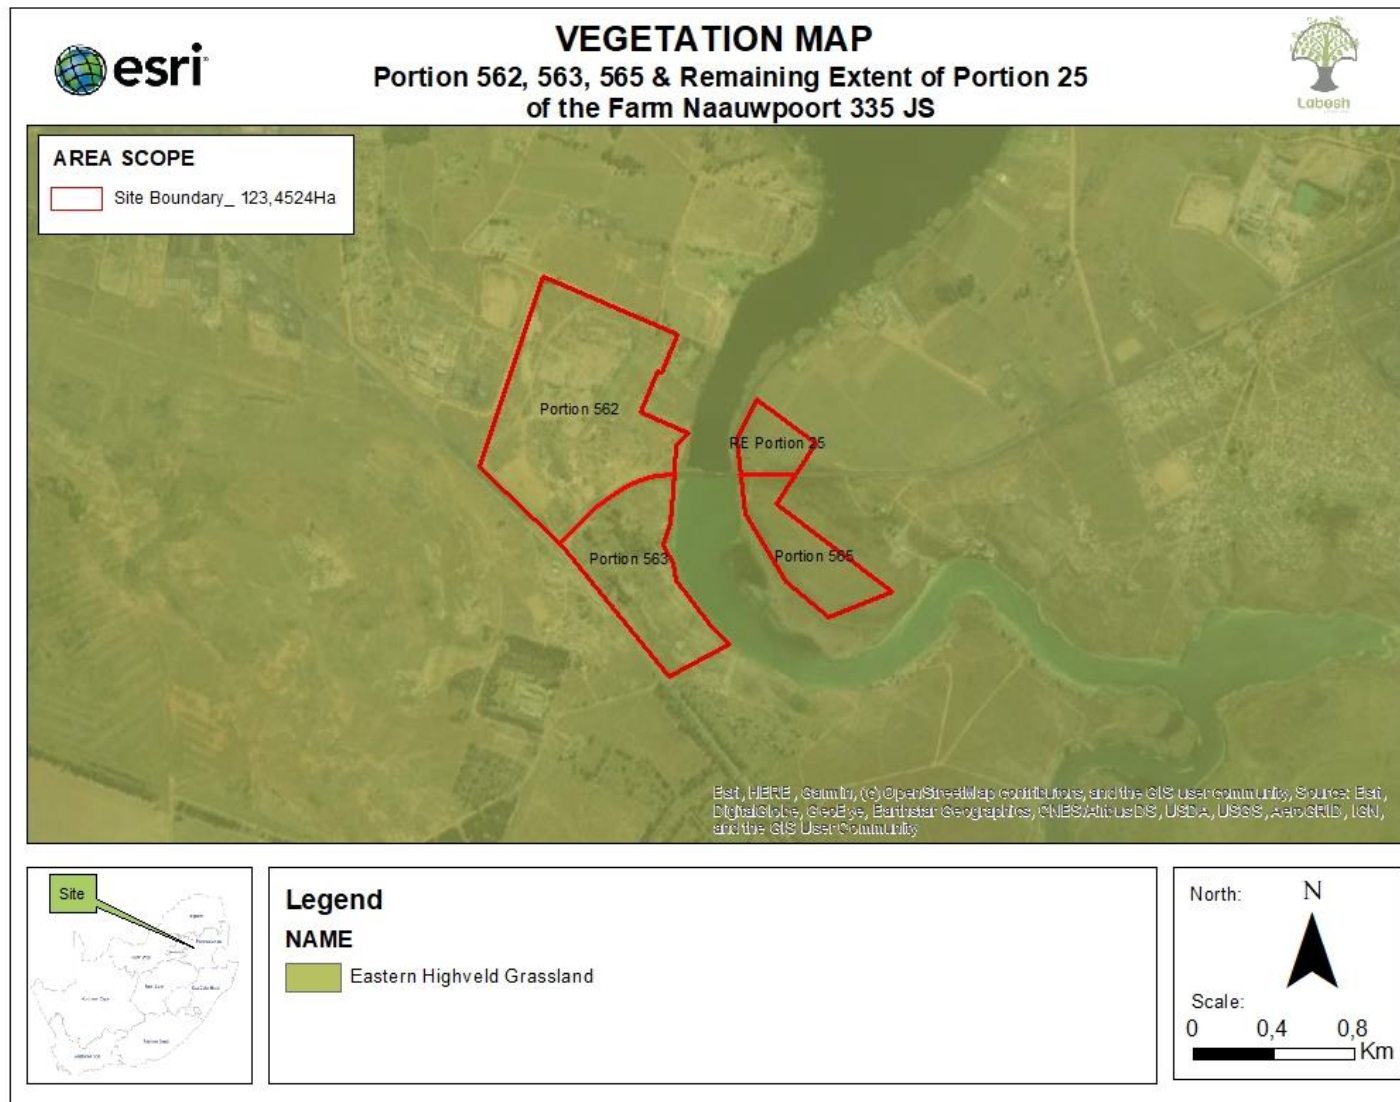 esri
VEGETATION MAP
Portion 562, 563, 565 & Remaining Extent of Portion 25
of the Farm Naauwpoort 335 JS
Labesh
AREA SCOPE
Site Boundary_ 123,4524Ha
Portion 562
RE Portion 25
Portion 563
Portion 565
Esri, HERE, Garmin, (c) OpenStreetMap contributors, and the GIS user community, Source: Esri,
DigitalGlobe, GeoEye, Earthstar Geographics, CNES/Airbus DS, USDA, USGS, AeroGRID, IGN,
and the GIS User Community
Site
Legend
NAME
Eastern Highveld Grassland
North:
N
Scale:
0 0,4 0,8
Km